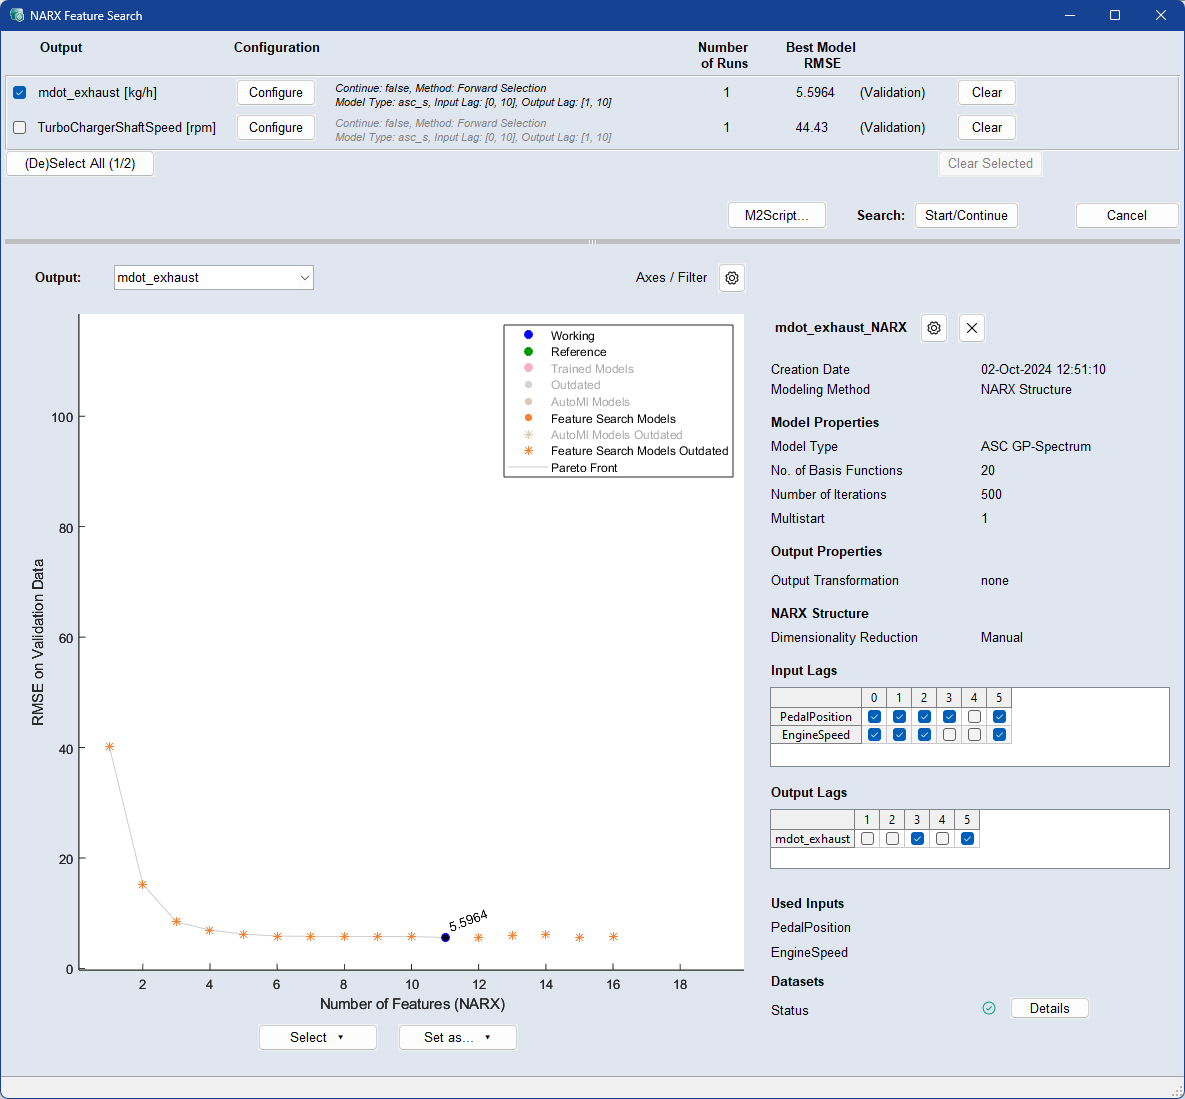 NARX Feature Search
Output Configuration Number of Runs Best Model RMSE
mdot_exhaust [kg/h] Configure Continue: false, Method: Forward Selection 1 5.5964 (Validation) Clear
Model Type: asc_s, Input Lag: [0, 10], Output Lag: [1, 10]
TurboChargerShaftSpeed [rpm] Configure Continue: false, Method: Forward Selection 1 44.43 (Validation) Clear
Model Type: asc_s, Input Lag: [0, 10], Output Lag: [1, 10]
(De)Select All (1/2) Clear Selected
M2Script... Search: Start/Continue Cancel
Output: mdot_exhaust Axes / Filter
Working
Reference
Trained Models
Outdated
AutoMl Models
Feature Search Models
AutoMl Models Outdated
Feature Search Models Outdated
Pareto Front
100
80
60
40
20
0
RMSE on Validation Data
5.5964
2 4 6 8 10 12 14 16 18
Number of Features (NARX)
Select Set as...
mdot_exhaust_NARX
Creation Date 02-Oct-2024 12:51:10
Modeling Method NARX Structure
Model Properties
Model Type ASC GP-Spectrum
No. of Basis Functions 20
Number of Iterations 500
Multistart 1
Output Properties
Output Transformation none
NARX Structure
Dimensionality Reduction Manual
Input Lags
0 1 2 3 4 5
PedalPosition
EngineSpeed
Output Lags
1 2 3 4 5
mdot_exhaust
Used Inputs
PedalPosition
EngineSpeed
Datasets
Status Details